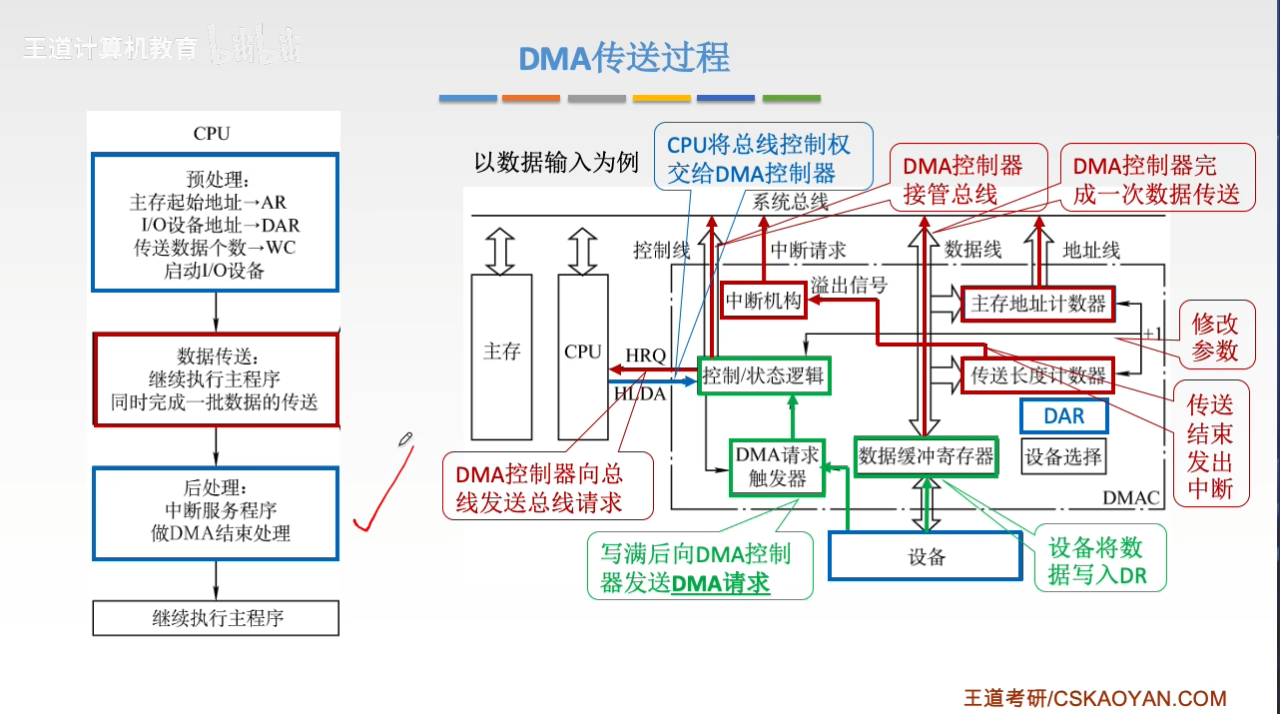 王道计算机教育 bilibili
DMA传送过程
CPU
预处理：
主存起始地址→AR
I/O设备地址→DAR
传送数据个数→WC
启动I/O设备
数据传送：
继续执行主程序
同时完成一批数据的传送
后处理：
中断服务程序
做DMA结束处理
继续执行主程序
以数据输入为例
CPU将总线控制权
交给DMA控制器
DMA控制器
接管总线
DMA控制器完
成一次数据传送
系统总线
控制线
中断请求
数据线
地址线
溢出信号
中断机构
主存地址计数器
+1
修改
参数
主存
CPU
HRQ
HLDA
控制/状态逻辑
传送长度计数器
DAR
传送
结束
发出
中断
DMA请求
触发器
数据缓冲寄存器
设备选择
DMAC
DMA控制器向总
线发送总线请求
写满后向DMA控制
器发送DMA请求
设备
设备将数
据写入DR
王道考研/CSKAOYAN.COM